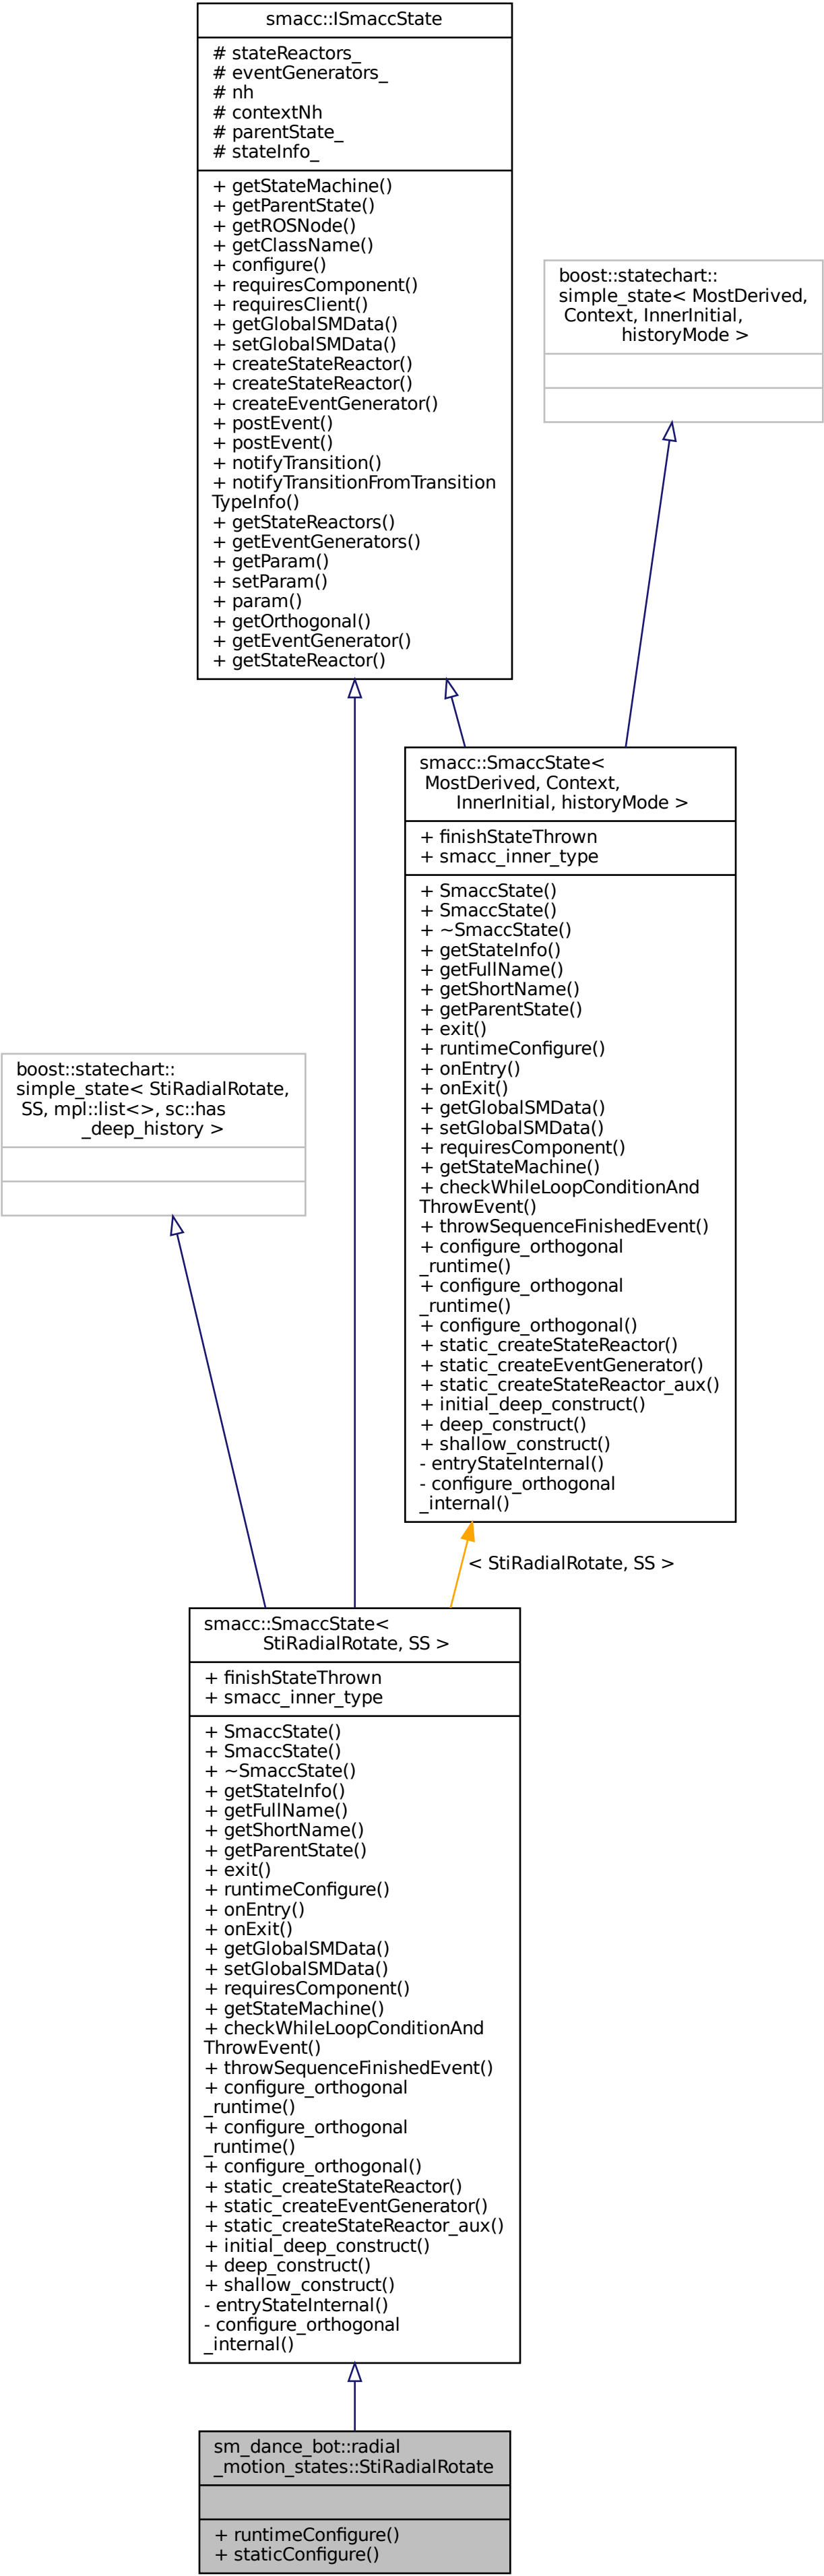 smacc::ISmaccState
# stateReactors_
# eventGenerators_
# nh
# contextNh
# parentState_
# stateInfo_
+ getStateMachine()
+ getParentState()
+ getROSNode()
+ getClassName()
+ configure()
+ requiresComponent()
+ requiresClient()
+ getGlobalSMData()
+ setGlobalSMData()
+ createStateReactor()
+ createStateReactor()
+ createEventGenerator()
+ postEvent()
+ postEvent()
+ notifyTransition()
+ notifyTransitionFromTransition
TypeInfo()
+ getStateReactors()
+ getEventGenerators()
+ getParam()
+ setParam()
+ param()
+ getOrthogonal()
+ getEventGenerator()
+ getStateReactor()
boost::statechart::
simple_state< MostDerived,
Context, InnerInitial,
historyMode >
smacc::SmaccState<
MostDerived, Context,
InnerInitial, historyMode >
+ finishStateThrown
+ smacc_inner_type
+ SmaccState()
+ SmaccState()
+ ~SmaccState()
+ getStateInfo()
+ getFullName()
+ getShortName()
+ getParentState()
+ exit()
+ runtimeConfigure()
+ onEntry()
+ onExit()
+ getGlobalSMData()
+ setGlobalSMData()
+ requiresComponent()
+ getStateMachine()
+ checkWhileLoopConditionAnd
ThrowEvent()
+ throwSequenceFinishedEvent()
+ configure_orthogonal
_runtime()
+ configure_orthogonal
_runtime()
+ configure_orthogonal()
+ static_createStateReactor()
+ static_createEventGenerator()
+ static_createStateReactor_aux()
+ initial_deep_construct()
+ deep_construct()
+ shallow_construct()
- entryStateInternal()
- configure_orthogonal
_internal()
boost::statechart::
simple_state< StiRadialRotate,
SS, mpl::list<>, sc::has
_deep_history >
< StiRadialRotate, SS >
smacc::SmaccState<
StiRadialRotate, SS >
+ finishStateThrown
+ smacc_inner_type
+ SmaccState()
+ SmaccState()
+ ~SmaccState()
+ getStateInfo()
+ getFullName()
+ getShortName()
+ getParentState()
+ exit()
+ runtimeConfigure()
+ onEntry()
+ onExit()
+ getGlobalSMData()
+ setGlobalSMData()
+ requiresComponent()
+ getStateMachine()
+ checkWhileLoopConditionAnd
ThrowEvent()
+ throwSequenceFinishedEvent()
+ configure_orthogonal
_runtime()
+ configure_orthogonal
_runtime()
+ configure_orthogonal()
+ static_createStateReactor()
+ static_createEventGenerator()
+ static_createStateReactor_aux()
+ initial_deep_construct()
+ deep_construct()
+ shallow_construct()
- entryStateInternal()
- configure_orthogonal
_internal()
sm_dance_bot::radial
_motion_states::StiRadialRotate
+ runtimeConfigure()
+ staticConfigure()